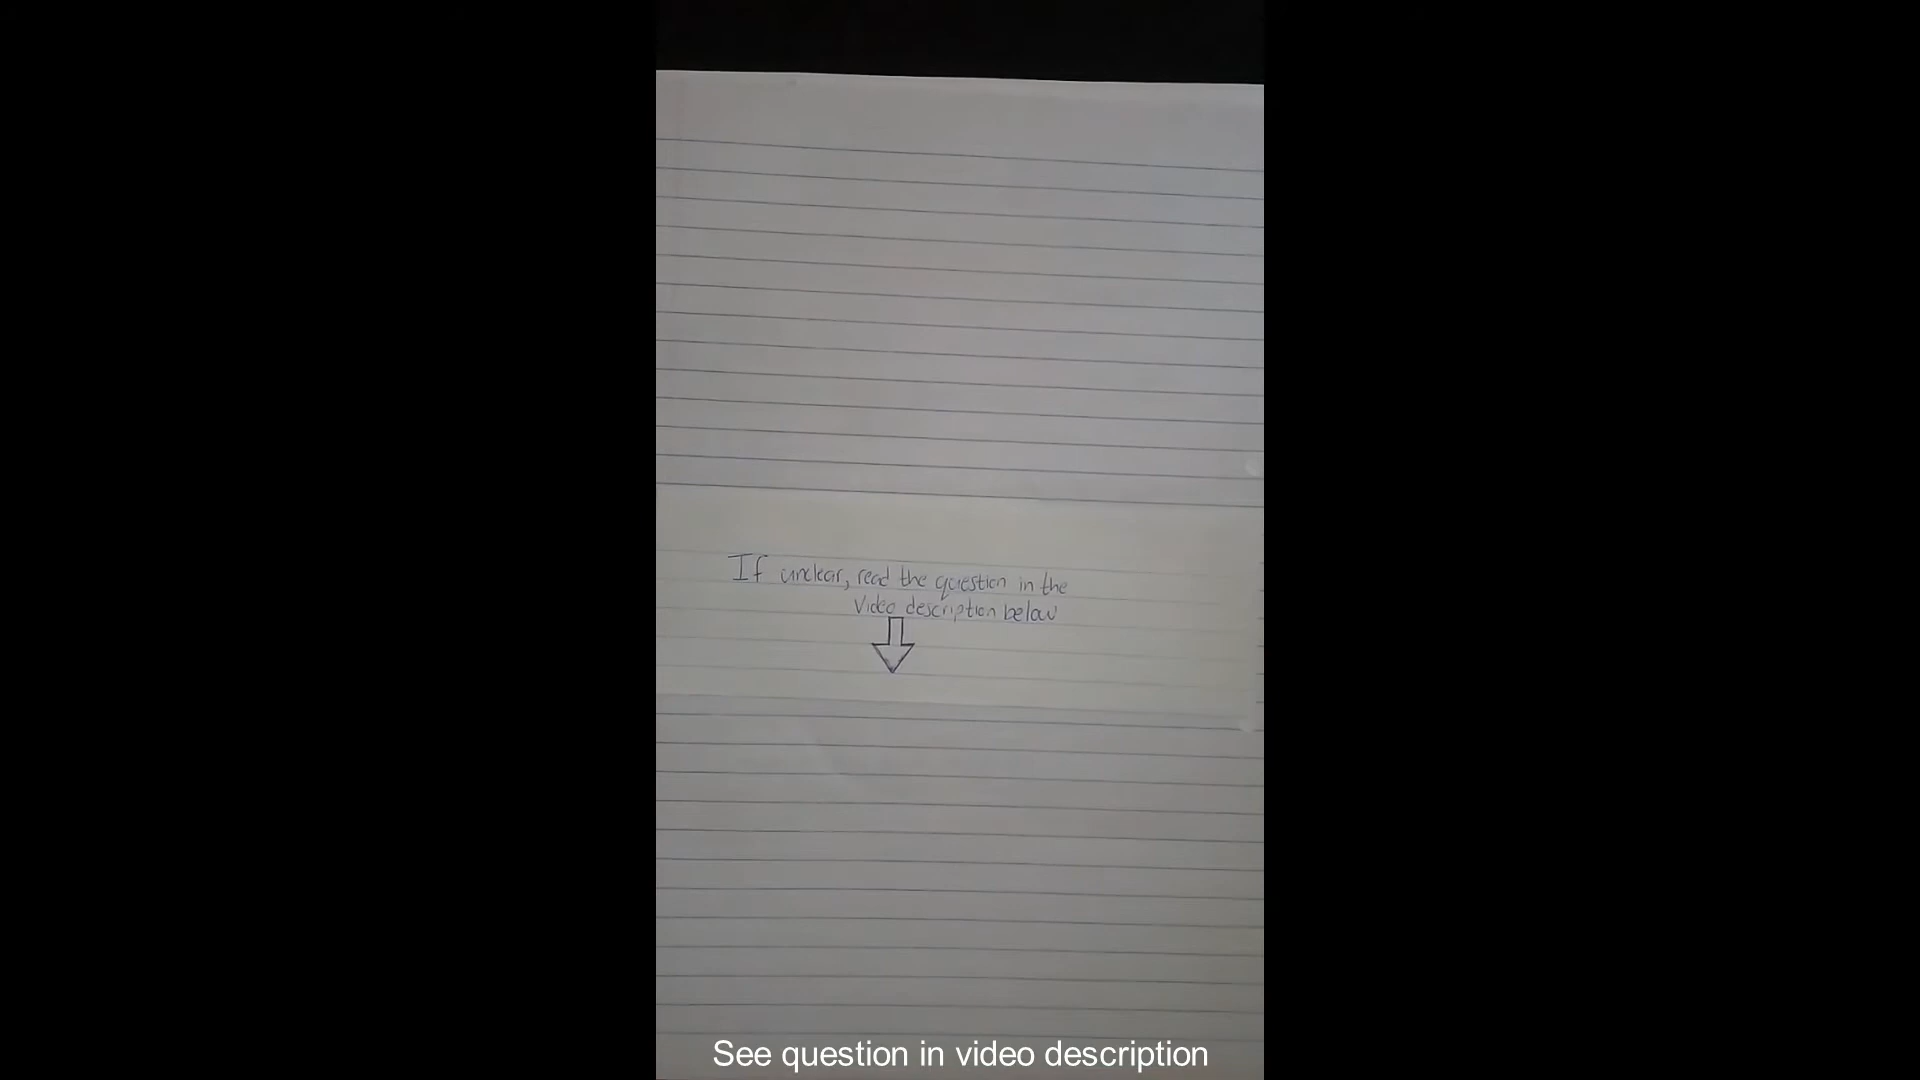 If unclear, read the question in the
video description below
See question in video description